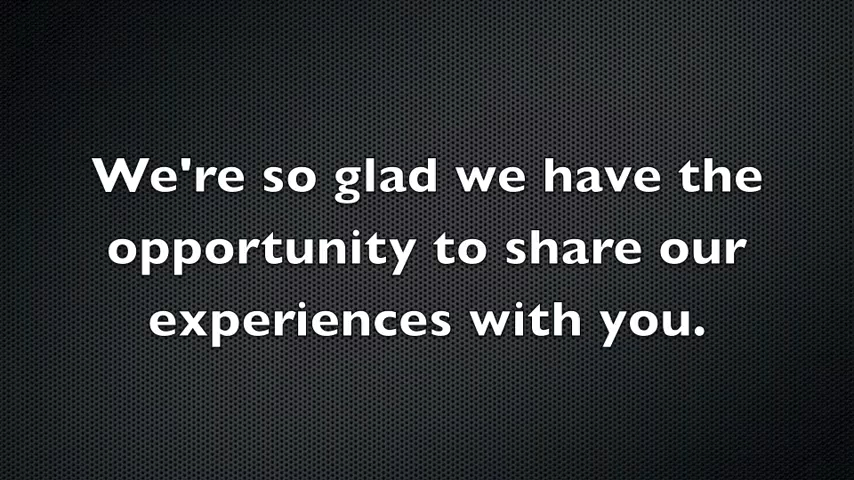 We're so glad we have the
opportunity to share our
experiences with you.